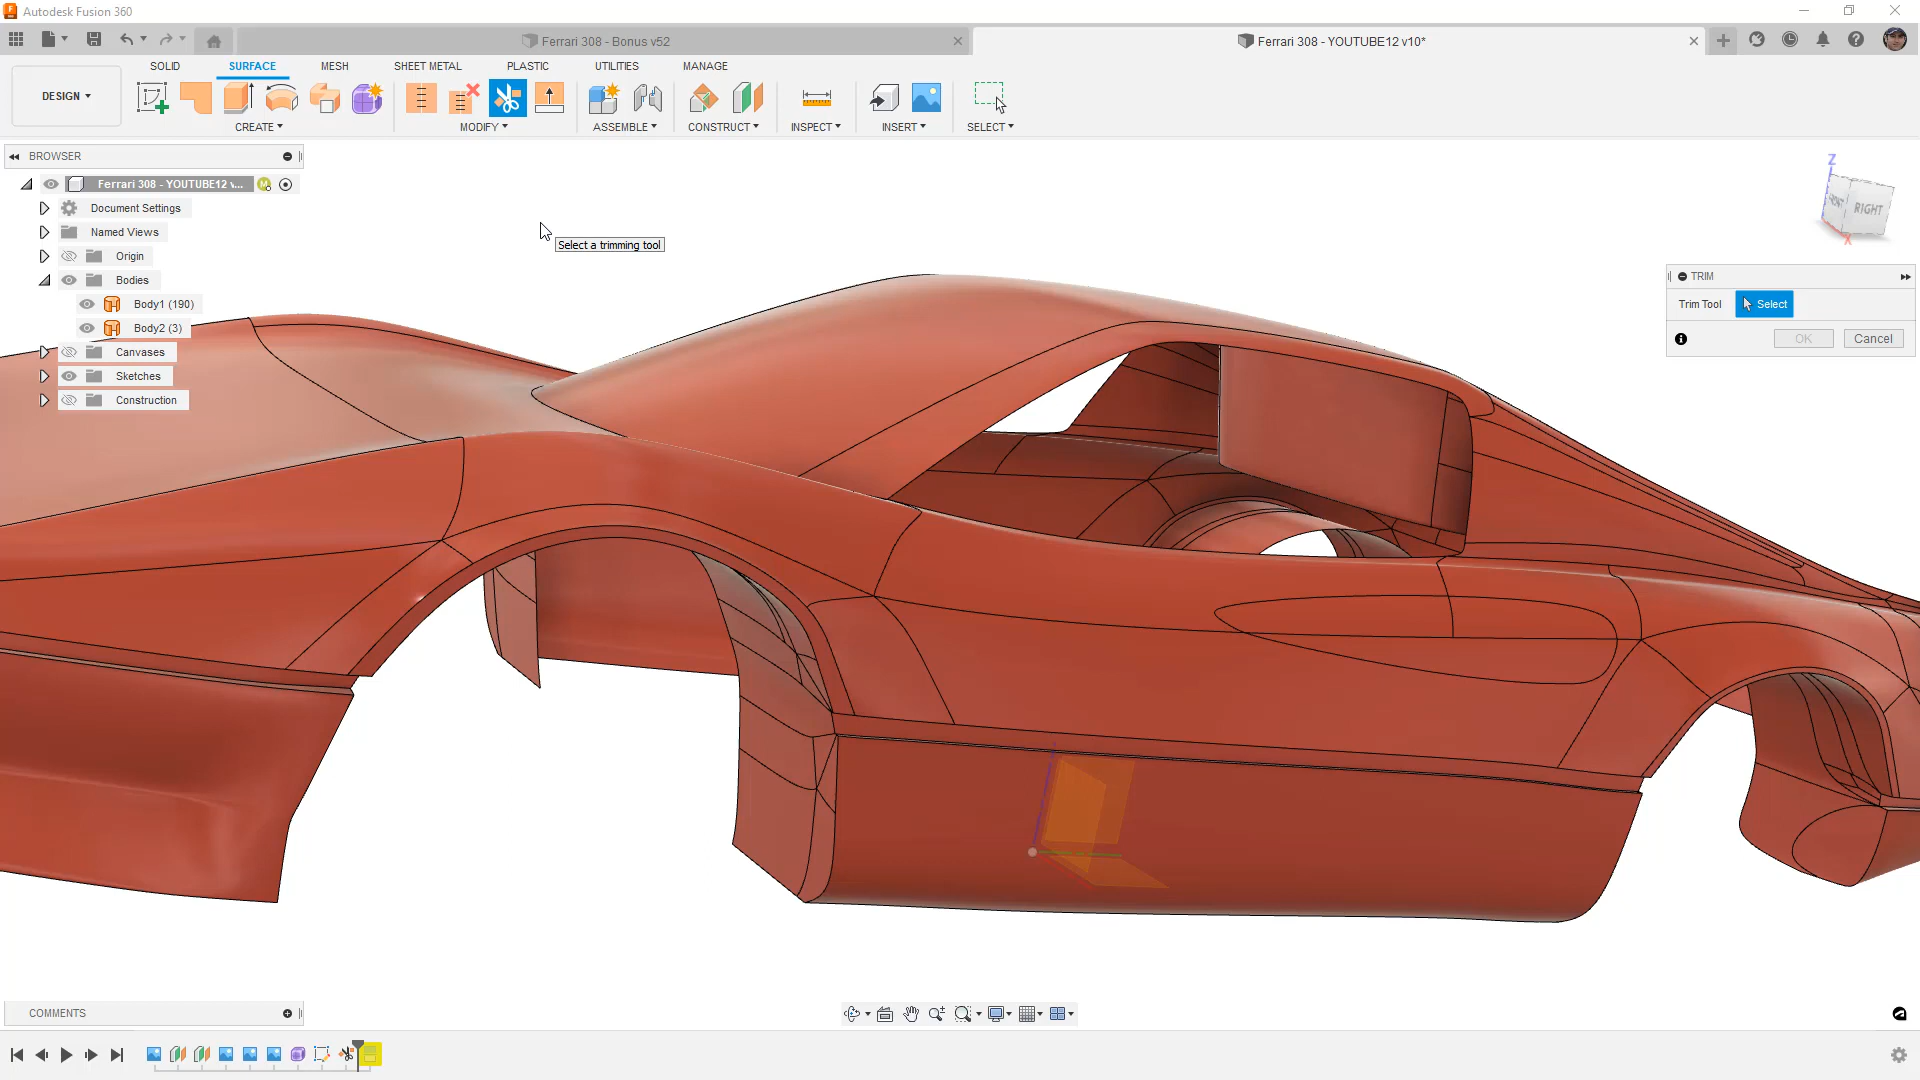 Autodesk Fusion 360
Ferrari 308 - Bonus v52
Ferrari 308 - YOUTUBE12 v10*
DESIGN
SOLID
SURFACE
MESH
SHEET METAL
PLASTIC
UTILITIES
MANAGE
CREATE
MODIFY
ASSEMBLE
CONSTRUCT
INSPECT
INSERT
SELECT
BROWSER
Ferrari 308 - YOUTUBE12 v...
Document Settings
Named Views
Origin
Bodies
Body1 (190)
Body2 (3)
Canvases
Sketches
Construction
Select a trimming tool
Z
FRONT
RIGHT
X
TRIM
Trim Tool
Select
OK
Cancel
COMMENTS